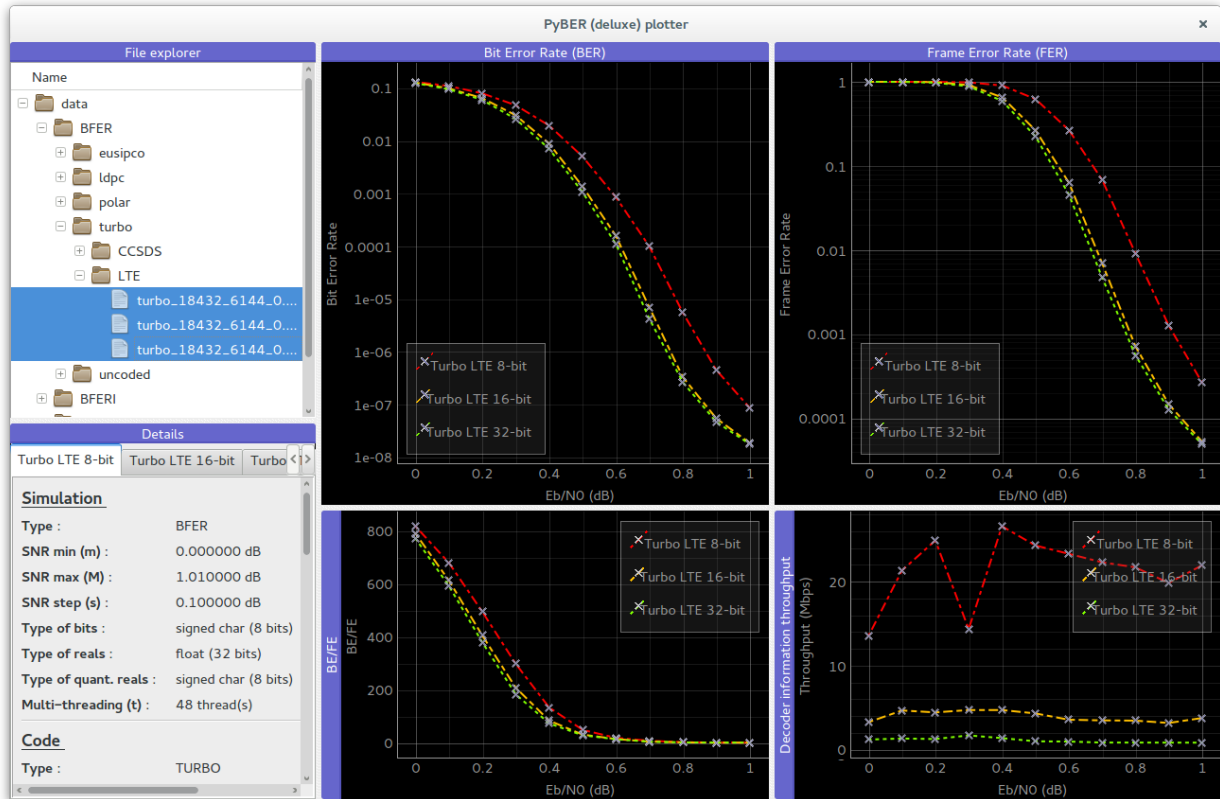 PyBER (deluxe) plotter
×
File explorer
Name
data
BFER
eusipco
ldpc
polar
turbo
CCSDS
LTE
turbo_18432_6144_0....
turbo_18432_6144_0....
turbo_18432_6144_0....
uncoded
BFERI
Details
Turbo LTE 8-bit
Turbo LTE 16-bit
Turbo
Simulation
Type : BFER
SNR min (m) : 0.000000 dB
SNR max (M) : 1.010000 dB
SNR step (s) : 0.100000 dB
Type of bits : signed char (8 bits)
Type of reals : float (32 bits)
Type of quant. reals : signed char (8 bits)
Multi-threading (t) : 48 thread(s)
Code
Type : TURBO
Bit Error Rate (BER)
Bit Error Rate
0.1
0.01
0.001
0.0001
1e-05
1e-06
1e-07
1e-08
Turbo LTE 8-bit
Turbo LTE 16-bit
Turbo LTE 32-bit
0 0.2 0.4 0.6 0.8 1
Eb/N0 (dB)
Frame Error Rate (FER)
Frame Error Rate
1
0.1
0.01
0.001
0.0001
Turbo LTE 8-bit
Turbo LTE 16-bit
Turbo LTE 32-bit
0 0.2 0.4 0.6 0.8 1
Eb/N0 (dB)
BE/FE
BE/FE
800
600
400
200
0
Turbo LTE 8-bit
Turbo LTE 16-bit
Turbo LTE 32-bit
0 0.2 0.4 0.6 0.8 1
Eb/N0 (dB)
Decoder information throughput
Throughput (Mbps)
20
10
0
Turbo LTE 8-bit
Turbo LTE 16-bit
Turbo LTE 32-bit
0 0.2 0.4 0.6 0.8 1
Eb/N0 (dB)